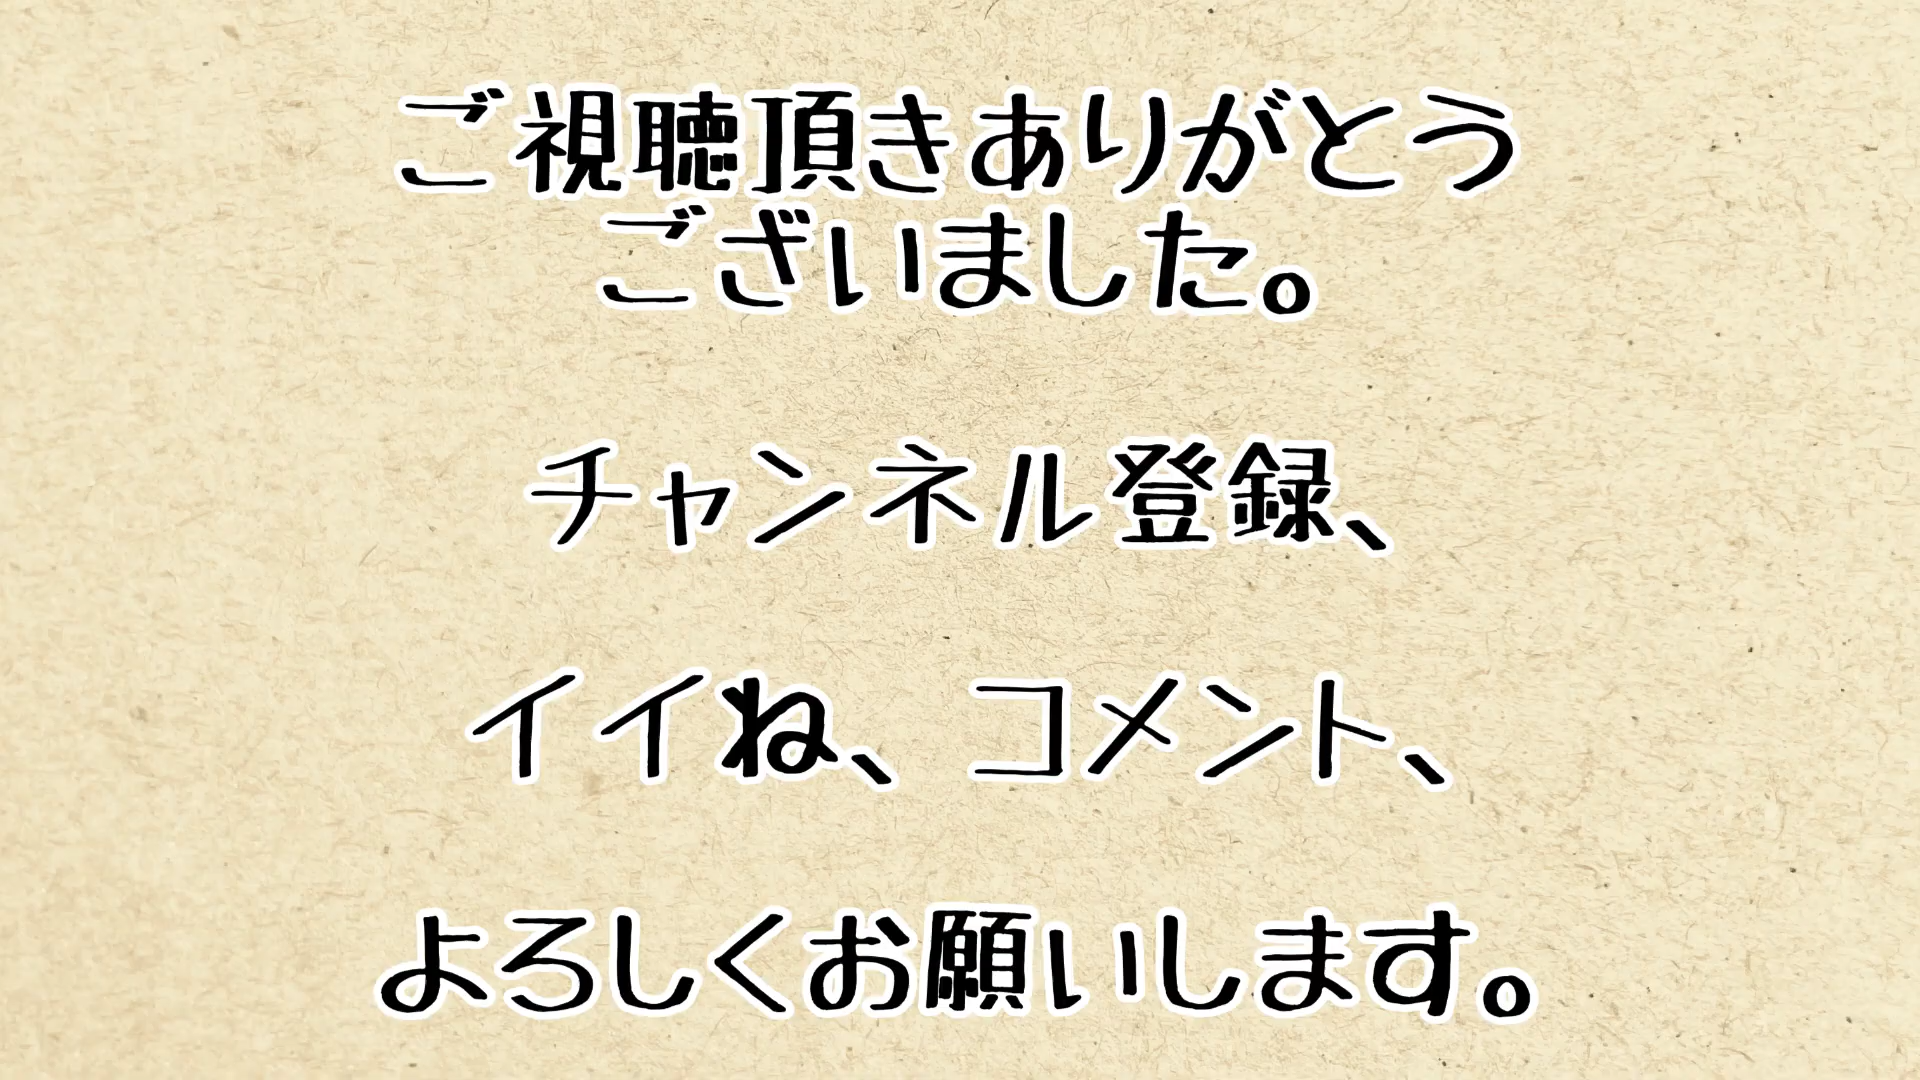 ご視聴頂きありがとう
ございました。
チャンネル登録、
イイね、コメント、
よろしくお願いします。